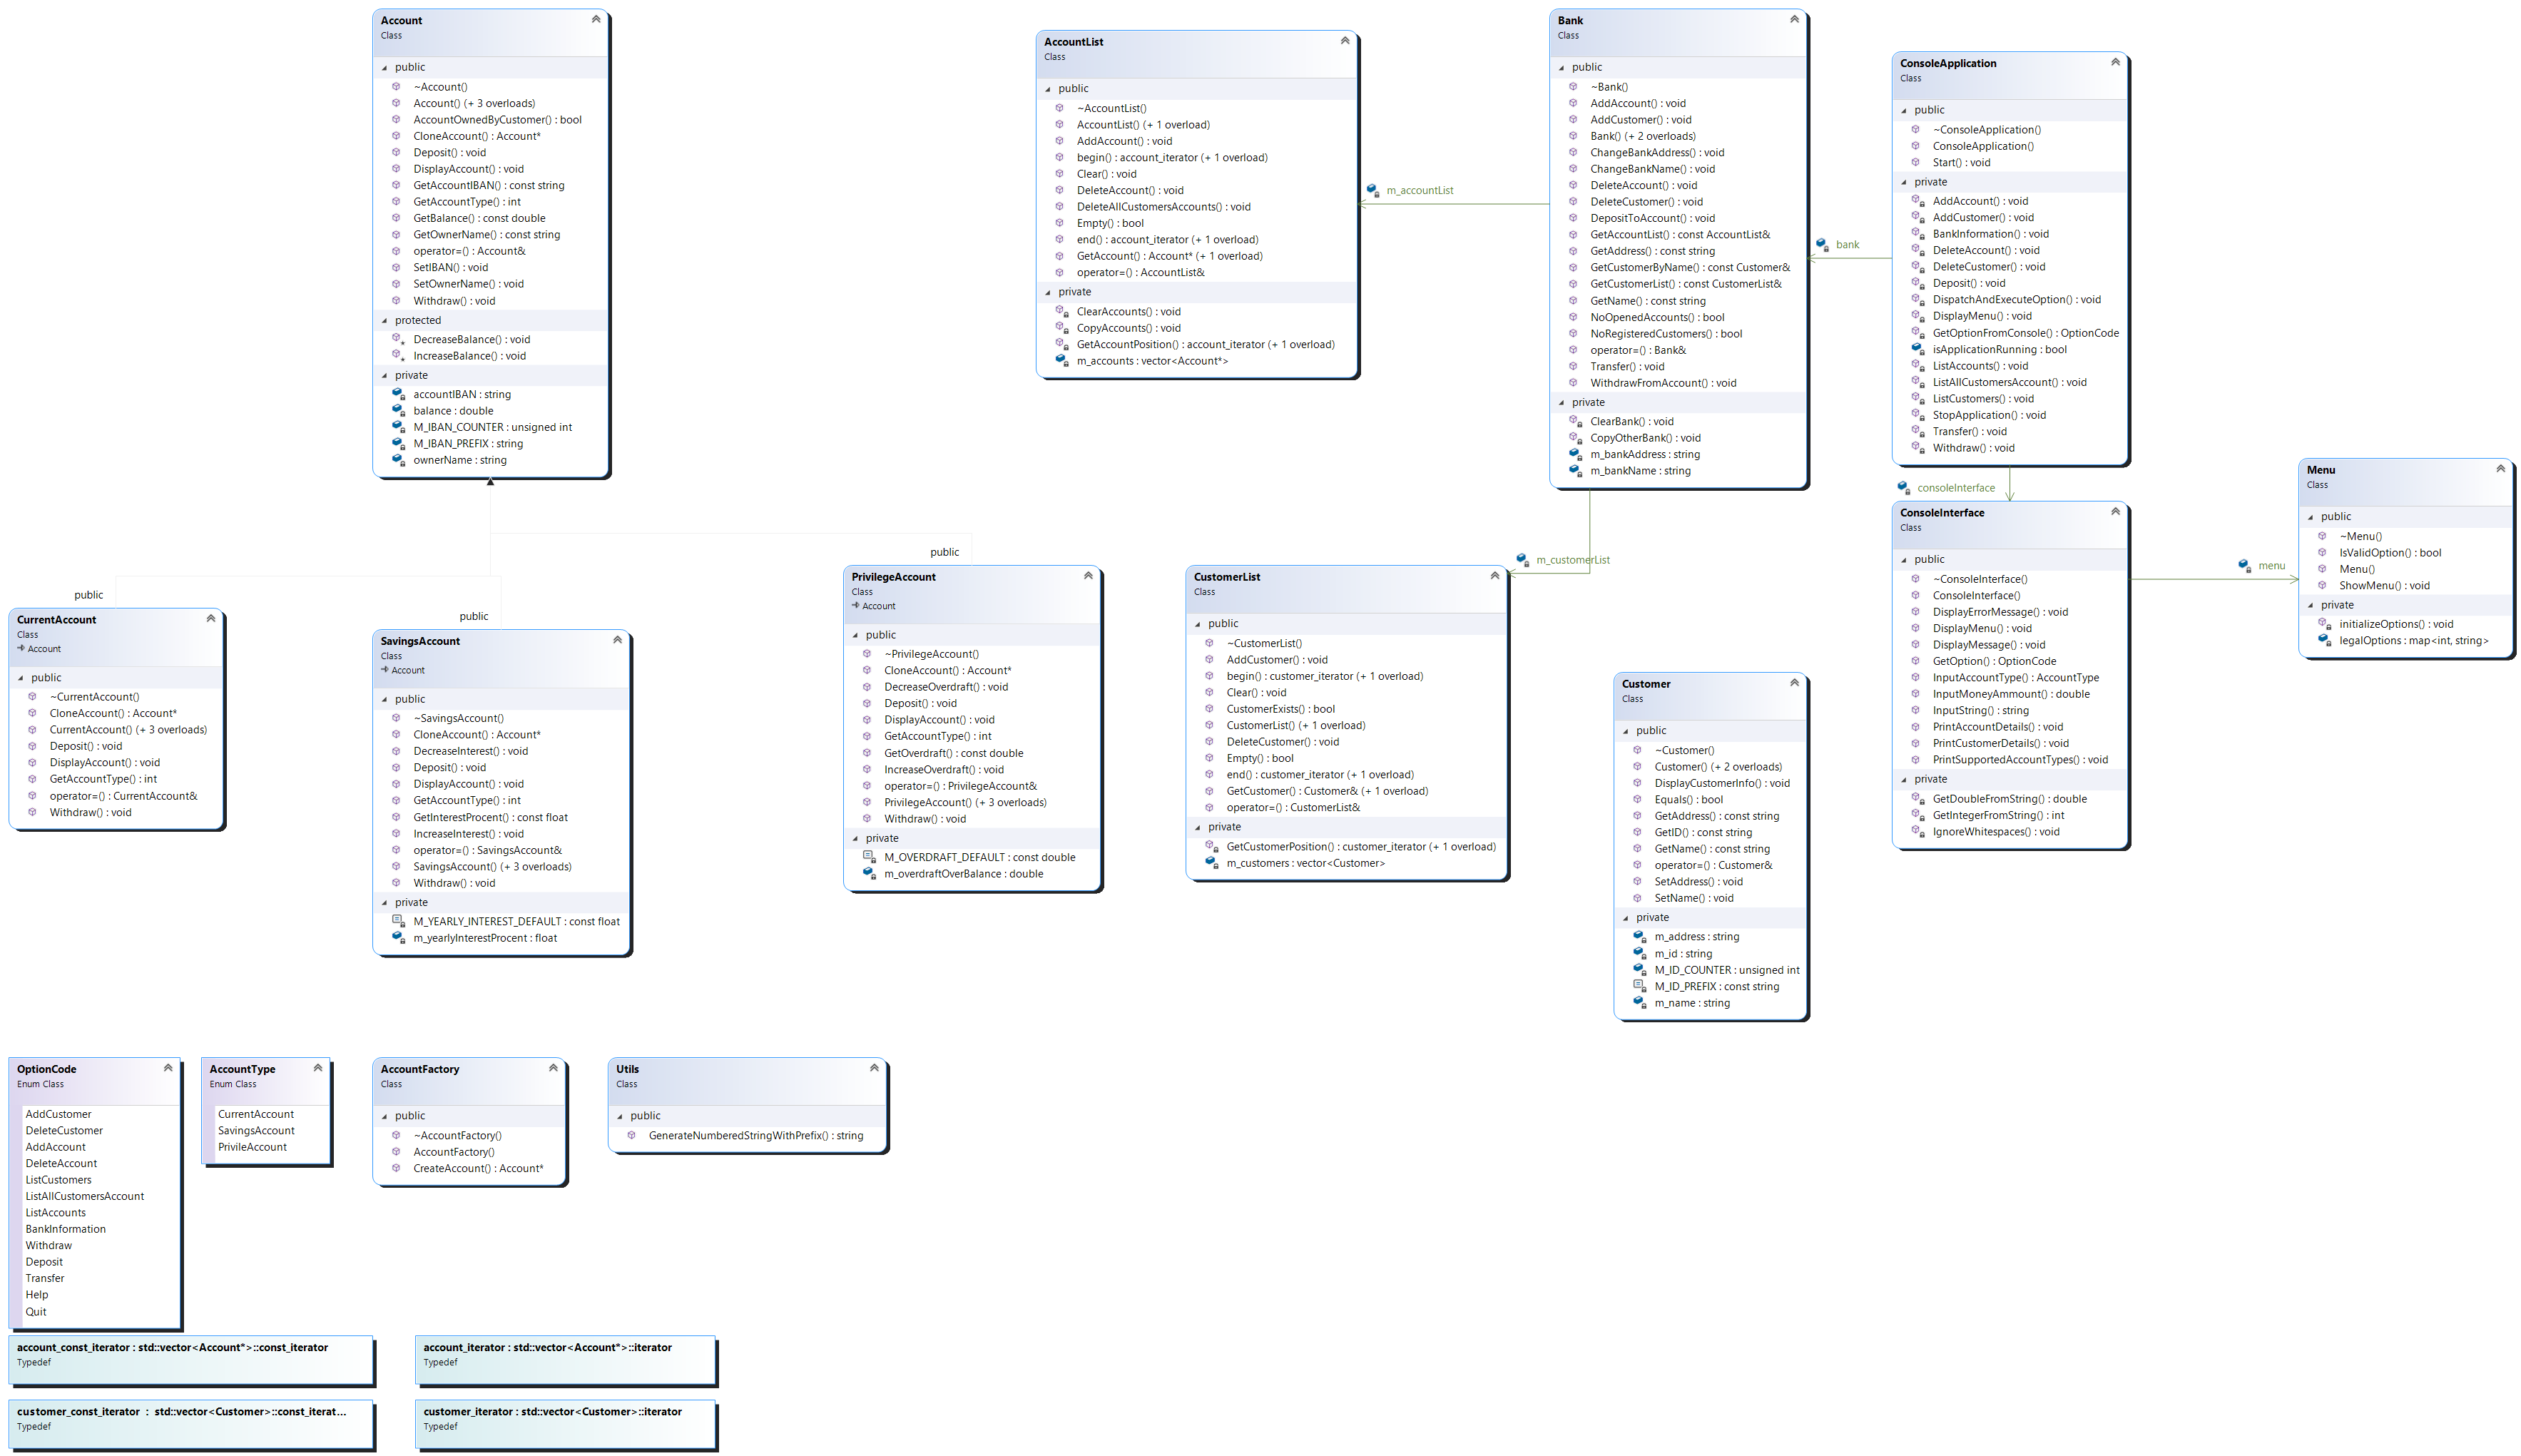 Account
Class
public
~Account()
Account() (+ 3 overloads)
AccountOwnedByCustomer() : bool
CloneAccount() : Account*
Deposit() : void
DisplayAccount() : void
GetAccountIBAN() : const string
GetAccountType() : int
GetBalance() : const double
GetOwnerName() : const string
operator=() : Account&
SetIBAN() : void
SetOwnerName() : void
Withdraw() : void
protected
DecreaseBalance() : void
IncreaseBalance() : void
private
accountIBAN : string
balance : double
M_IBAN_COUNTER : unsigned int
M_IBAN_PREFIX : string
ownerName : string
AccountList
Class
public
~AccountList()
AccountList() (+ 1 overload)
AddAccount() : void
begin() : account_iterator (+ 1 overload)
Clear() : void
DeleteAccount() : void
DeleteAllCustomersAccounts() : void
Empty() : bool
end() : account_iterator (+ 1 overload)
GetAccount() : Account* (+ 1 overload)
operator=() : AccountList&
private
ClearAccounts() : void
CopyAccounts() : void
GetAccountPosition() : account_iterator (+ 1 overload)
m_accounts : vector<Account*>
m_accountList
Bank
Class
public
~Bank()
AddAccount() : void
AddCustomer() : void
Bank() (+ 2 overloads)
ChangeBankAddress() : void
ChangeBankName() : void
DeleteAccount() : void
DeleteCustomer() : void
DepositToAccount() : void
GetAccountList() : const AccountList&
GetAddress() : const string
GetCustomerByName() : const Customer&
GetCustomerList() : const CustomerList&
GetName() : const string
NoOpenedAccounts() : bool
NoRegisteredCustomers() : bool
operator=() : Bank&
Transfer() : void
WithdrawFromAccount() : void
private
ClearBank() : void
CopyOtherBank() : void
m_bankAddress : string
m_bankName : string
bank
ConsoleApplication
Class
public
~ConsoleApplication()
ConsoleApplication()
Start() : void
private
AddAccount() : void
AddCustomer() : void
BankInformation() : void
DeleteAccount() : void
DeleteCustomer() : void
Deposit() : void
DispatchAndExecuteOption() : void
DisplayMenu() : void
GetOptionFromConsole() : OptionCode
isApplicationRunning : bool
ListAccounts() : void
ListAllCustomersAccount() : void
ListCustomers() : void
StopApplication() : void
Transfer() : void
Withdraw() : void
consoleInterface
Menu
Class
public
~Menu()
IsValidOption() : bool
Menu()
ShowMenu() : void
private
initializeOptions() : void
legalOptions : map<int, string>
menu
ConsoleInterface
Class
public
~ConsoleInterface()
ConsoleInterface()
DisplayErrorMessage() : void
DisplayMenu() : void
DisplayMessage() : void
GetOption() : OptionCode
InputAccountType() : AccountType
InputMoneyAmmount() : double
InputString() : string
PrintAccountDetails() : void
PrintCustomerDetails() : void
PrintSupportedAccountTypes() : void
private
GetDoubleFromString() : double
GetIntegerFromString() : int
IgnoreWhitespaces() : void
public
CurrentAccount
Class
Account
public
~CurrentAccount()
CloneAccount() : Account*
CurrentAccount() (+ 3 overloads)
Deposit() : void
DisplayAccount() : void
GetAccountType() : int
operator=() : CurrentAccount&
Withdraw() : void
public
SavingsAccount
Class
Account
public
~SavingsAccount()
CloneAccount() : Account*
DecreaseInterest() : void
Deposit() : void
DisplayAccount() : void
GetAccountType() : int
GetInterestProcent() : const float
IncreaseInterest() : void
operator=() : SavingsAccount&
SavingsAccount() (+ 3 overloads)
Withdraw() : void
private
M_YEARLY_INTEREST_DEFAULT : const float
m_yearlyInterestProcent : float
public
PrivilegeAccount
Class
Account
public
~PrivilegeAccount()
CloneAccount() : Account*
DecreaseOverdraft() : void
Deposit() : void
DisplayAccount() : void
GetAccountType() : int
GetOverdraft() : const double
IncreaseOverdraft() : void
operator=() : PrivilegeAccount&
PrivilegeAccount() (+ 3 overloads)
Withdraw() : void
private
M_OVERDRAFT_DEFAULT : const double
m_overdraftOverBalance : double
m_customerList
CustomerList
Class
public
~CustomerList()
AddCustomer() : void
begin() : customer_iterator (+ 1 overload)
Clear() : void
CustomerExists() : bool
CustomerList() (+ 1 overload)
DeleteCustomer() : void
Empty() : bool
end() : customer_iterator (+ 1 overload)
GetCustomer() : Customer& (+ 1 overload)
operator=() : CustomerList&
private
GetCustomerPosition() : customer_iterator (+ 1 overload)
m_customers : vector<Customer>
Customer
Class
public
~Customer()
Customer() (+ 2 overloads)
DisplayCustomerInfo() : void
Equals() : bool
GetAddress() : const string
GetID() : const string
GetName() : const string
operator=() : Customer&
SetAddress() : void
SetName() : void
private
m_address : string
m_id : string
M_ID_COUNTER : unsigned int
M_ID_PREFIX : const string
m_name : string
OptionCode
Enum Class
AddCustomer
DeleteCustomer
AddAccount
DeleteAccount
ListCustomers
ListAllCustomersAccount
ListAccounts
BankInformation
Withdraw
Deposit
Transfer
Help
Quit
AccountType
Enum Class
CurrentAccount
SavingsAccount
PrivileAccount
AccountFactory
Class
public
~AccountFactory()
AccountFactory()
CreateAccount() : Account*
Utils
Class
public
GenerateNumberedStringWithPrefix() : string
account_const_iterator : std::vector<Account*>::const_iterator
Typedef
account_iterator : std::vector<Account*>::iterator
Typedef
customer_const_iterator : std::vector<Customer>::const_iterat...
Typedef
customer_iterator : std::vector<Customer>::iterator
Typedef